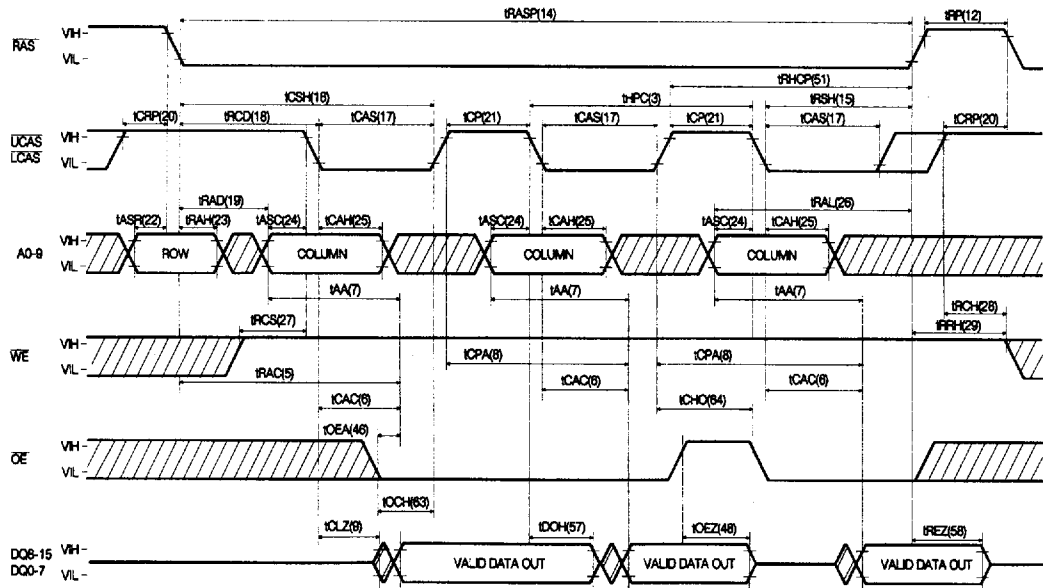 tRASP(14) tRP(12)
RAS VIH-
VIL-
tRHCP(51)
tCSH(18) tHPC(3) tRSH(15)
tCRP(20) tRCD(18) tCAS(17) tCP(21) tCAS(17) tCP(21) tCAS(17) tCRP(20)
UCAS VIH-
LCAS VIL-
tRAD(19) tRAL(26)
tASR(22) tRAH(23) tASC(24) tCAH(25) tASC(24) tCAH(25) tASC(24) tCAH(25)
A0-9 VIH-
VIL-
ROW COLUMN COLUMN COLUMN
tAA(7) tAA(7) tAA(7)
tRCH(28)
tRCS(27) tRRH(29)
WE VIH-
VIL-
tCPA(8) tCPA(8)
tRAC(5) tCAC(6) tCAC(6)
tCAC(6) tCHO(64)
tOEA(46)
OE VIH-
VIL-
tOCH(63)
tCLZ(9) tDOH(57) tOEZ(48) tREZ(58)
DQ8-15 VIH-
DQ0-7 VIL-
VALID DATA OUT VALID DATA OUT VALID DATA OUT